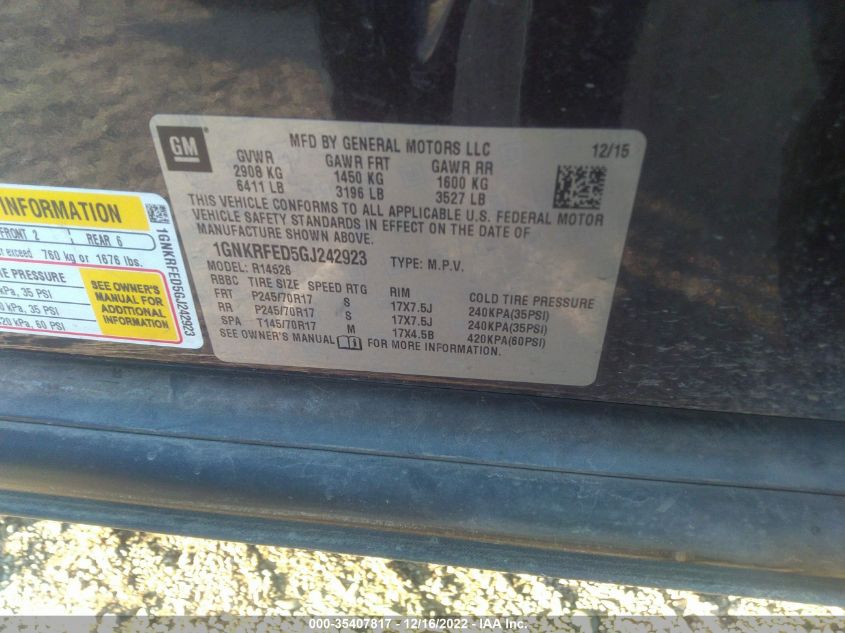 GM
MFD BY GENERAL MOTORS LLC
12/15
GVWR GAWR FRT GAWR RR
2908 KG 1450 KG 1600 KG
6411 LB 3196 LB 3527 LB
THIS VEHICLE CONFORMS TO ALL APPLICABLE U.S. FEDERAL MOTOR
VEHICLE SAFETY STANDARDS IN EFFECT ON THE DATE OF
MANUFACTURE SHOWN ABOVE.
1GNKRFED5GJ242923 TYPE: M.P.V.
MODEL: R14526
RBBC TIRE SIZE SPEED RTG RIM COLD TIRE PRESSURE
FRT P245/70R17 S 17X7.5J 240KPA(35PSI)
RR P245/70R17 S 17X7.5J 240KPA(35PSI)
SPA T145/70R17 M 17X4.5B 420KPA(60PSI)
SEE OWNER'S MANUAL FOR MORE INFORMATION.
INFORMATION
FRONT 2 REAR 6
exceed 760 kg or 1676 lbs.
PRESSURE
kPa, 35 PSI
kPa, 35 PSI
420 kPa, 60 PSI
SEE OWNER'S
MANUAL FOR
ADDITIONAL
INFORMATION
1GNKRFED5GJ242923
000-35407817 - 12/16/2022 - IAA Inc.